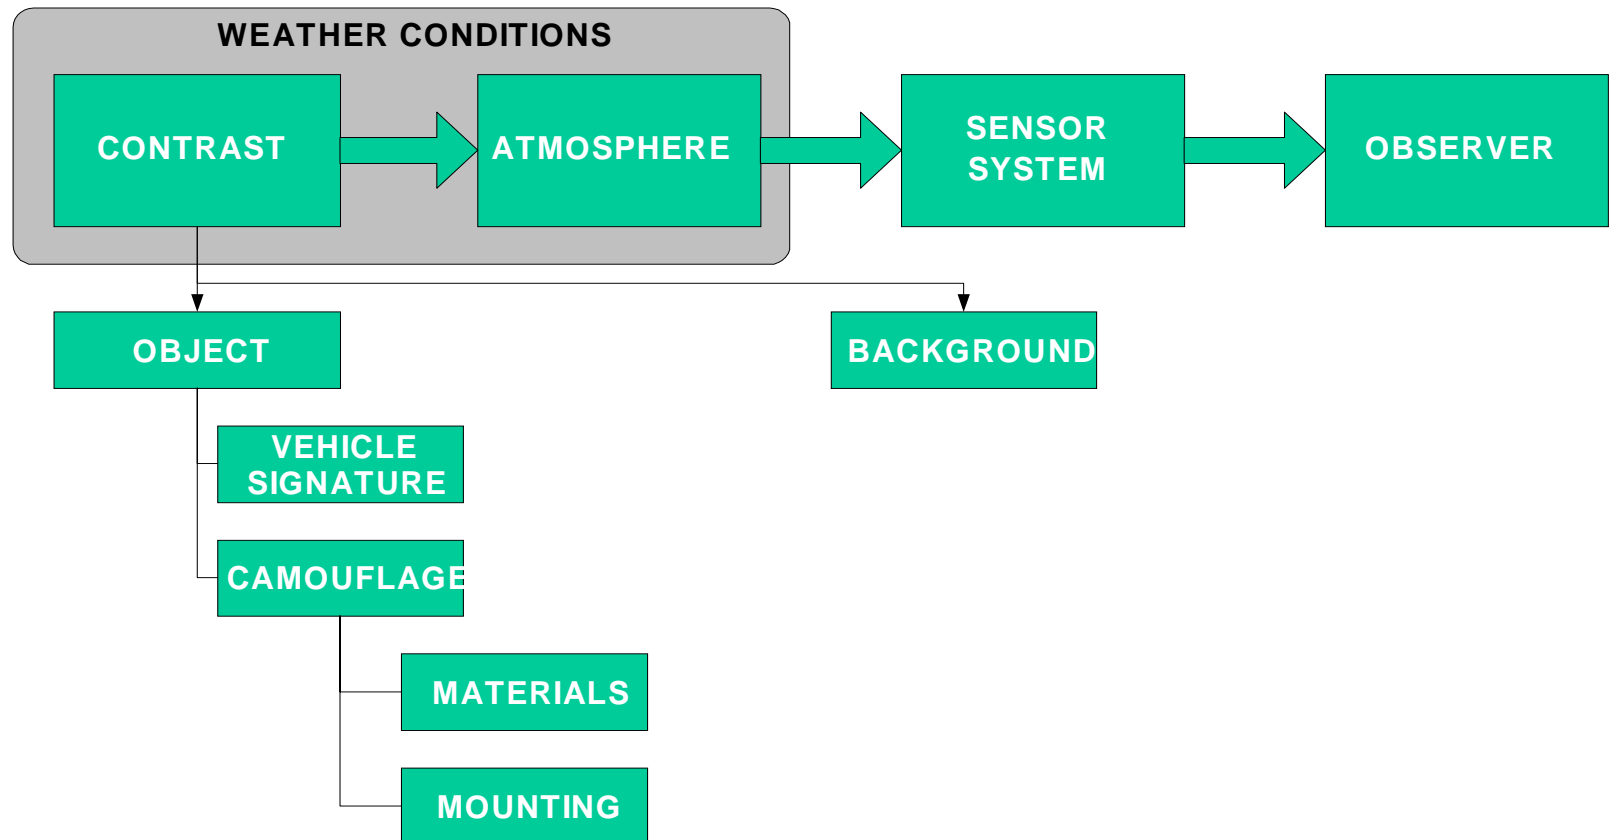 WEATHER CONDITIONS
CONTRAST
ATMOSPHERE
SENSOR
SYSTEM
OBSERVER
OBJECT
BACKGROUND
VEHICLE
SIGNATURE
CAMOUFLAGE
MATERIALS
MOUNTING